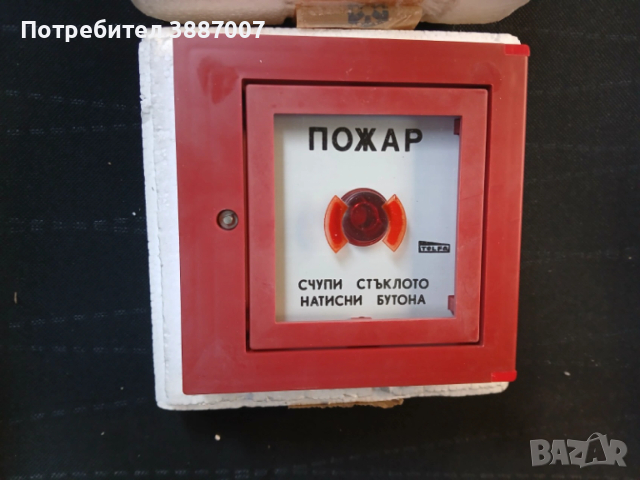 Потребител 3887007
ПОЖАР
TELFA
СЧУПИ СТЪКЛОТО
НАТИСНИ БУТОНА
BAZAR